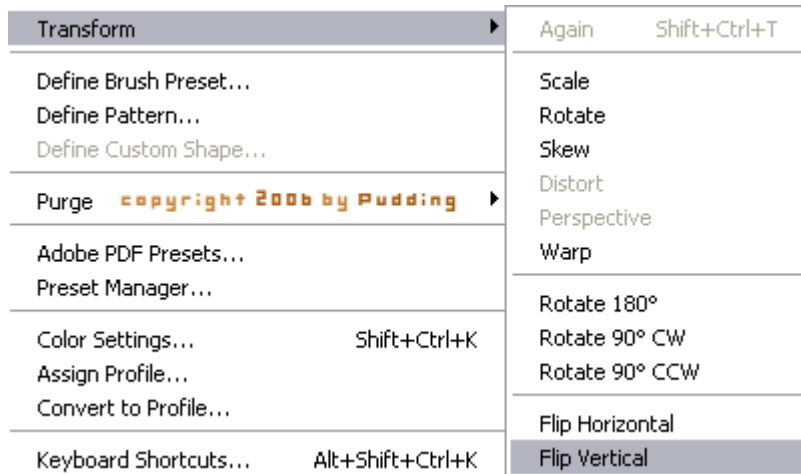 Transform
Define Brush Preset...
Define Pattern...
Define Custom Shape...
Purge copyright 2006 by Pudding
Adobe PDF Presets...
Preset Manager...
Color Settings... Shift+Ctrl+K
Assign Profile...
Convert to Profile...
Keyboard Shortcuts... Alt+Shift+Ctrl+K
Again Shift+Ctrl+T
Scale
Rotate
Skew
Distort
Perspective
Warp
Rotate 180°
Rotate 90° CW
Rotate 90° CCW
Flip Horizontal
Flip Vertical